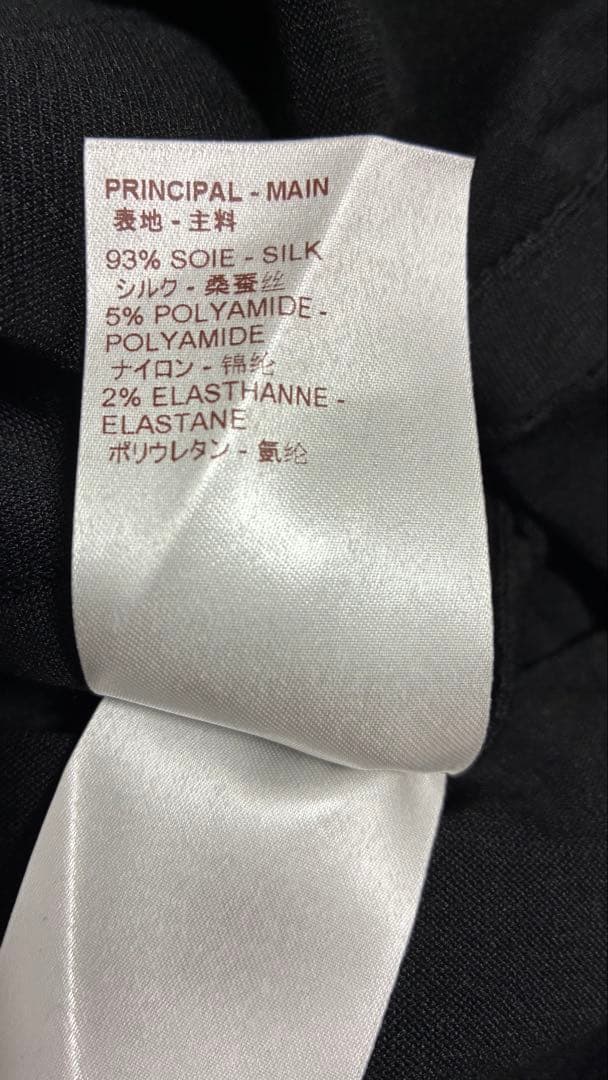 PRINCIPAL - MAIN
表地 - 主料
93% SOIE - SILK
シルク - 桑蚕丝
5% POLYAMIDE -
POLYAMIDE
ナイロン - 锦纶
2% ELASTHANNE -
ELASTANE
ポリウレタン - 氨纶